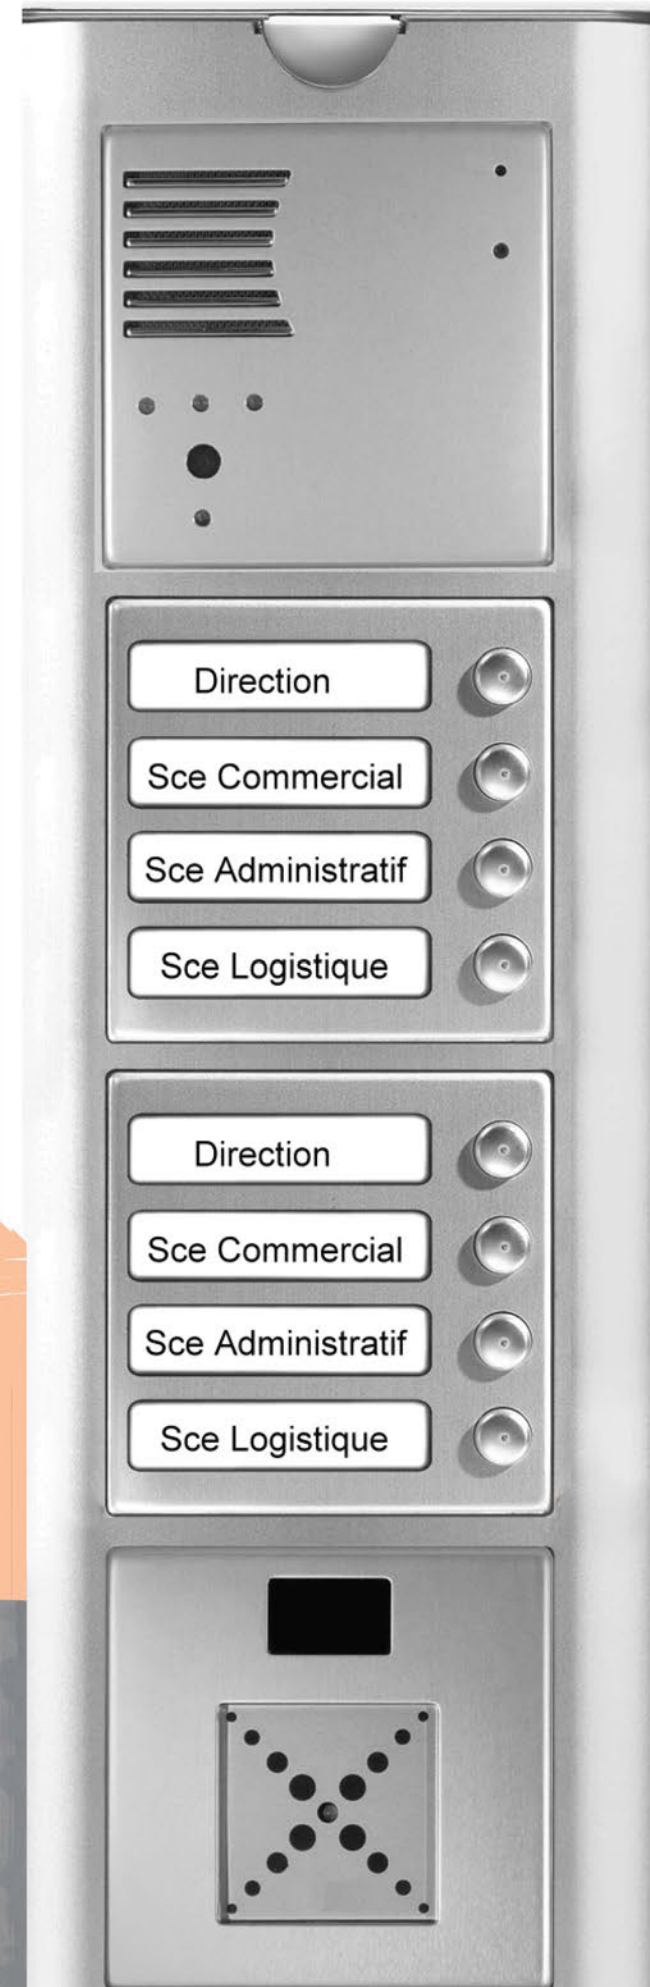 Direction
Sce Commercial
Sce Administratif
Sce Logistique
Direction
Sce Commercial
Sce Administratif
Sce Logistique